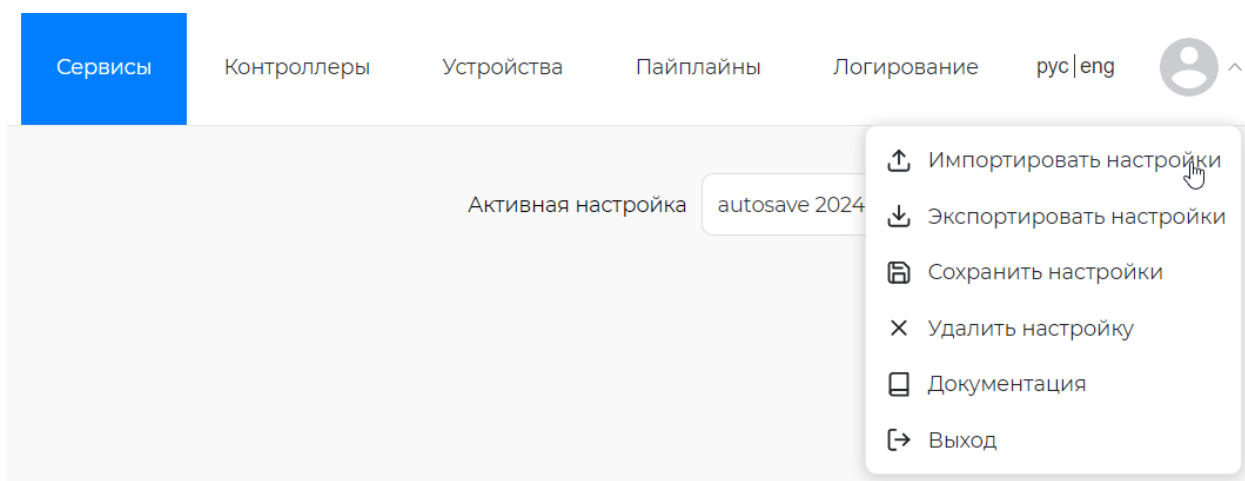 Сервисы Контроллеры Устройства Пайплайны Логирование рус|eng
Импортировать настройки
Активная настройка autosave 2024
Экспортировать настройки
Сохранить настройки
Удалить настройку
Документация
Выход